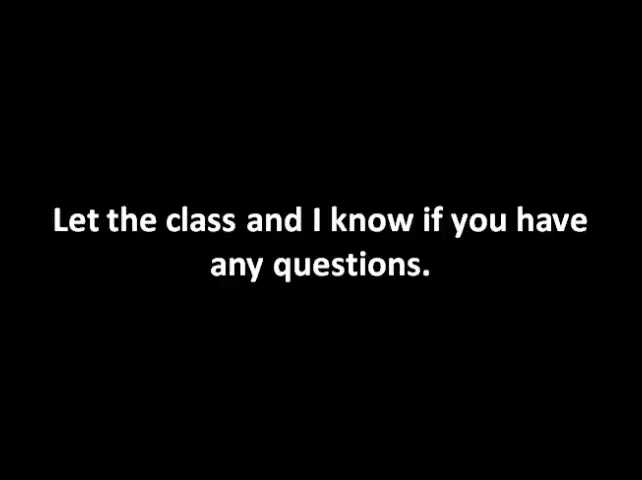 Let the class and I know if you have
any questions.